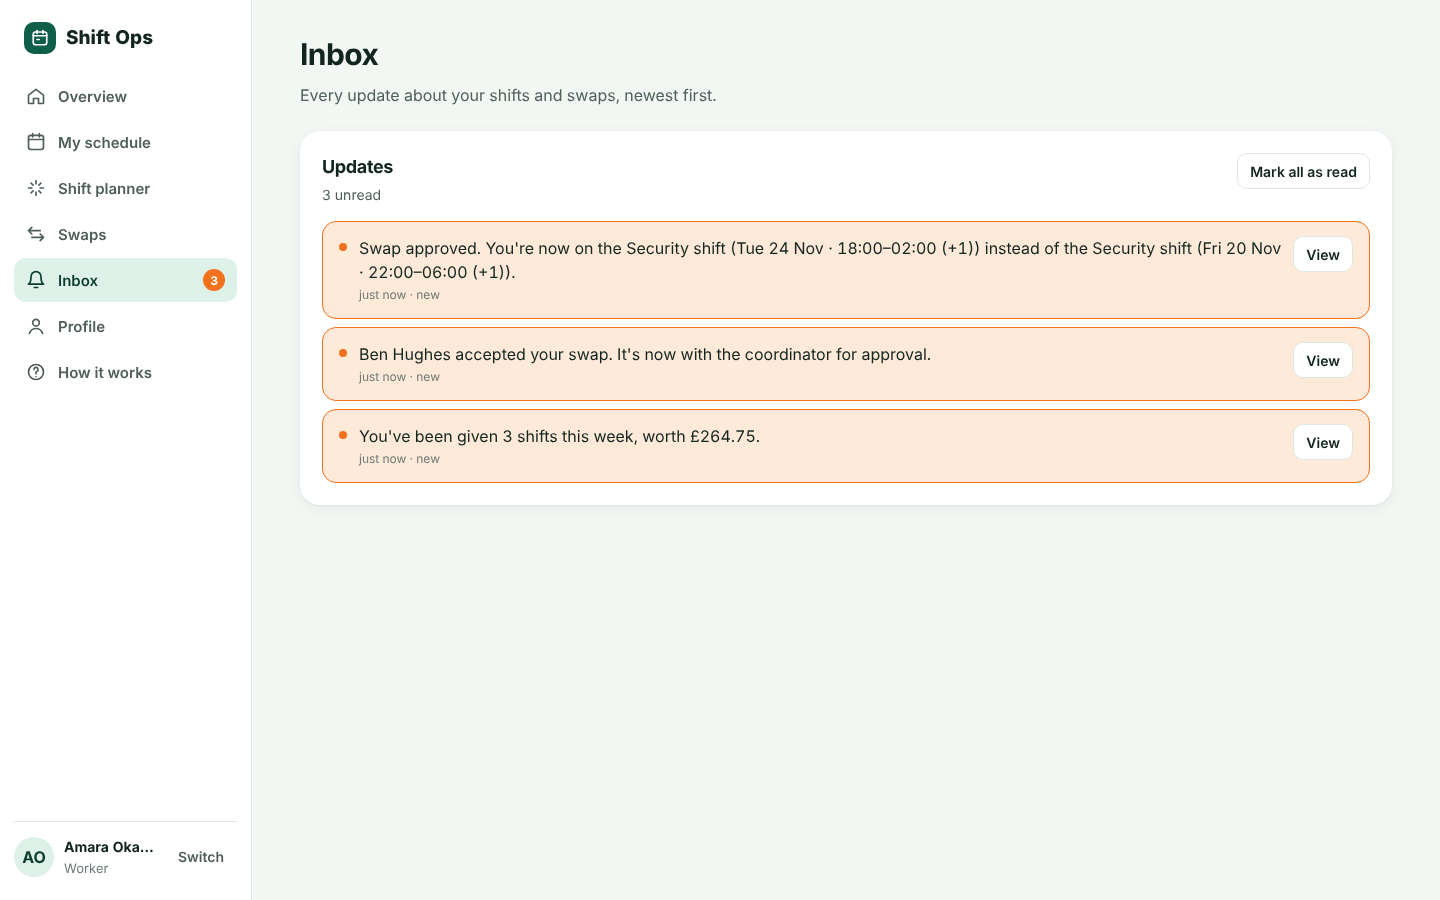 Shift Ops
Overview
My schedule
Shift planner
Swaps
Inbox
3
Profile
How it works
AO
Amara Oka...
Worker
Switch
Inbox
Every update about your shifts and swaps, newest first.
Updates
3 unread
Mark all as read
Swap approved. You're now on the Security shift (Tue 24 Nov · 18:00–02:00 (+1)) instead of the Security shift (Fri 20 Nov
· 22:00–06:00 (+1)).
just now · new
View
Ben Hughes accepted your swap. It's now with the coordinator for approval.
just now · new
View
You've been given 3 shifts this week, worth £264.75.
just now · new
View